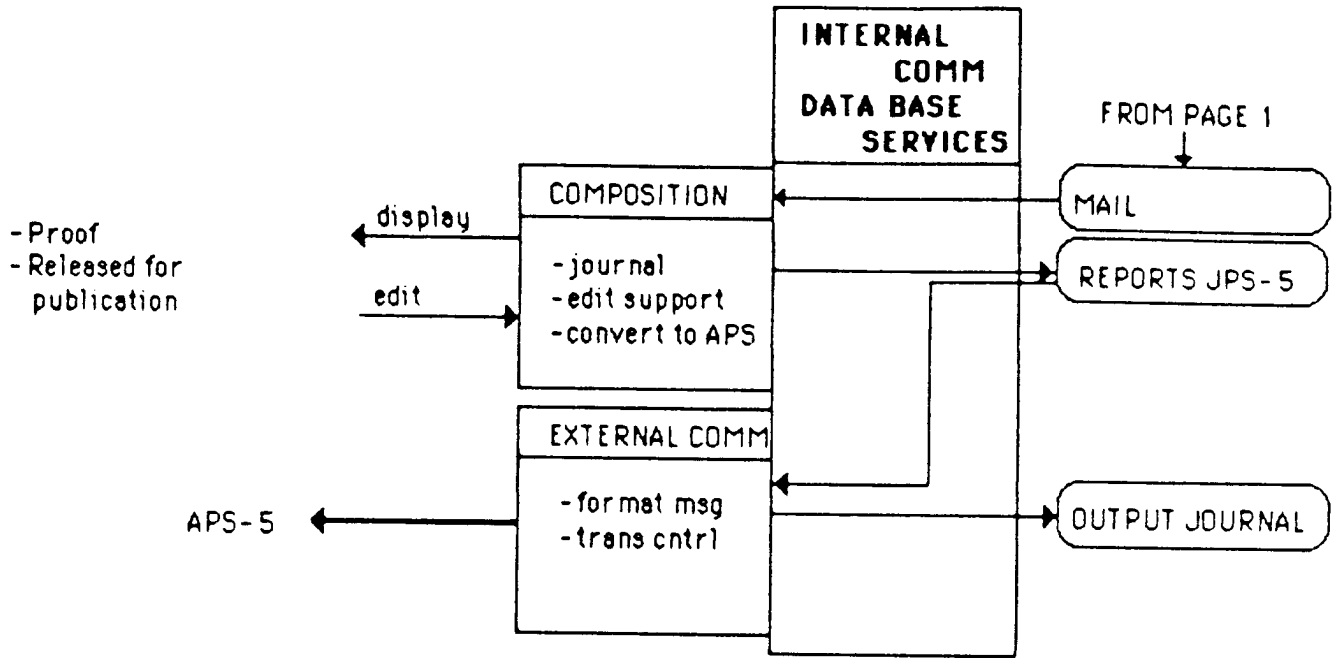 INTERNAL
COMM
DATA BASE
SERVICES
FROM PAGE 1
COMPOSITION
MAIL
display
- Proof
- Released for
publication
- journal
- edit support
- convert to APS
REPORTS JPS-5
edit
EXTERNAL COMM
- format msg
- trans cntrl
APS-5
OUTPUT JOURNAL